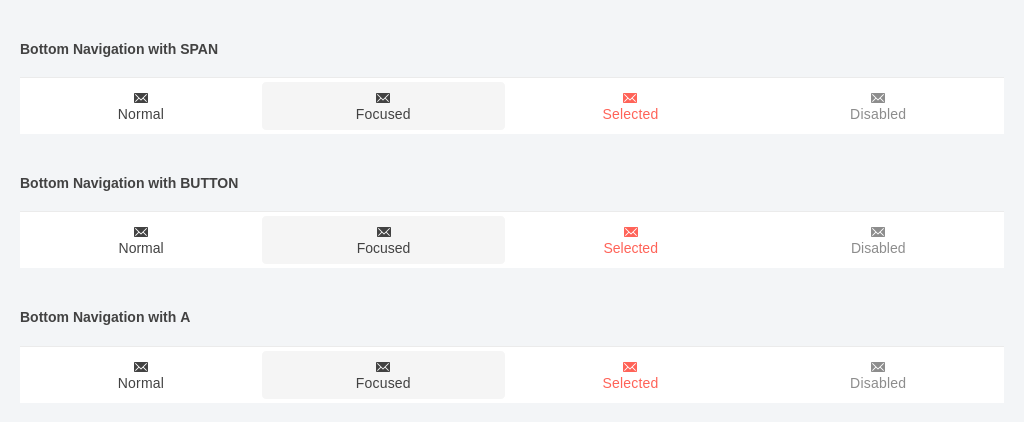 Bottom Navigation with SPAN
Normal Focused Selected Disabled
Bottom Navigation with BUTTON
Normal Focused Selected Disabled
Bottom Navigation with A
Normal Focused Selected Disabled